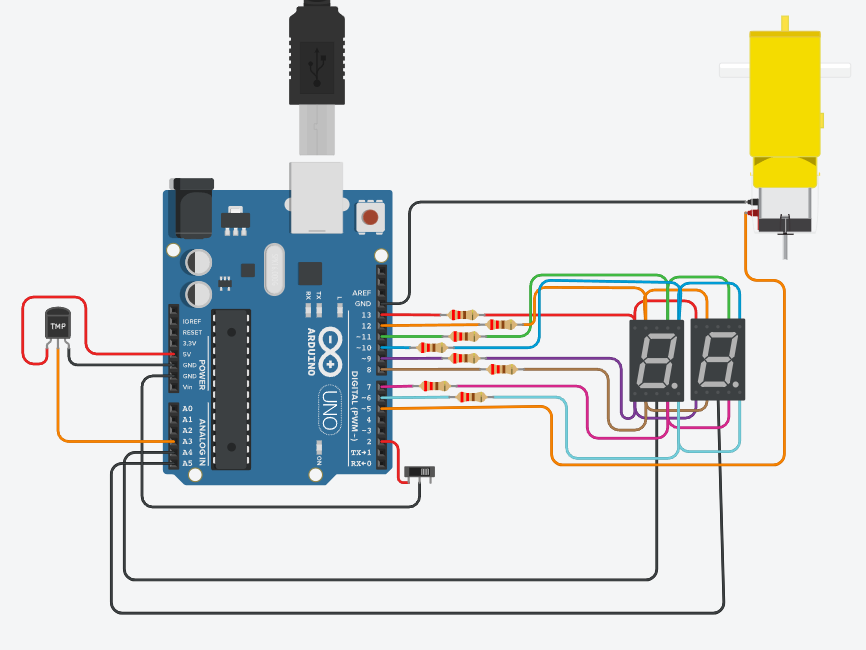 AREF
GND
13
12
~11
~10
~9
8
7
~6
~5
4
~3
2
TX→1
RX←0
RX
TX
L
ARDUINO
UNO
DIGITAL (PWM~)
ON
IOREF
RESET
3.3V
5V
GND
GND
Vin
POWER
A0
A1
A2
A3
A4
A5
ANALOG IN
TMP
8.
8.